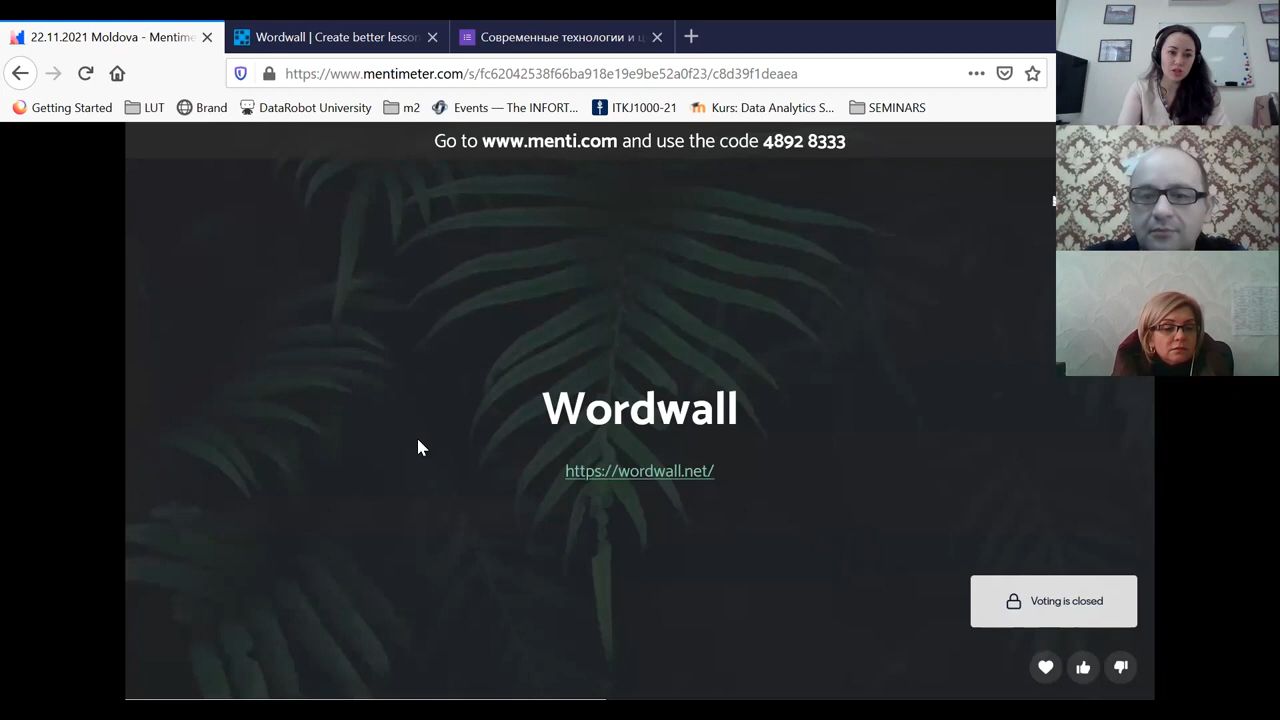 22.11.2021 Moldova - Mentime
Wordwall | Create better lesson
Современные технологии и ц
https://www.mentimeter.com/s/fc62042538f66ba918e19e9be52a0f23/c8d39f1deaea
Getting Started
LUT
Brand
DataRobot University
m2
Events — The INFORT...
ITKJ1000-21
Kurs: Data Analytics S...
SEMINARS
Go to www.menti.com and use the code 4892 8333
Wordwall
https://wordwall.net/
Voting is closed